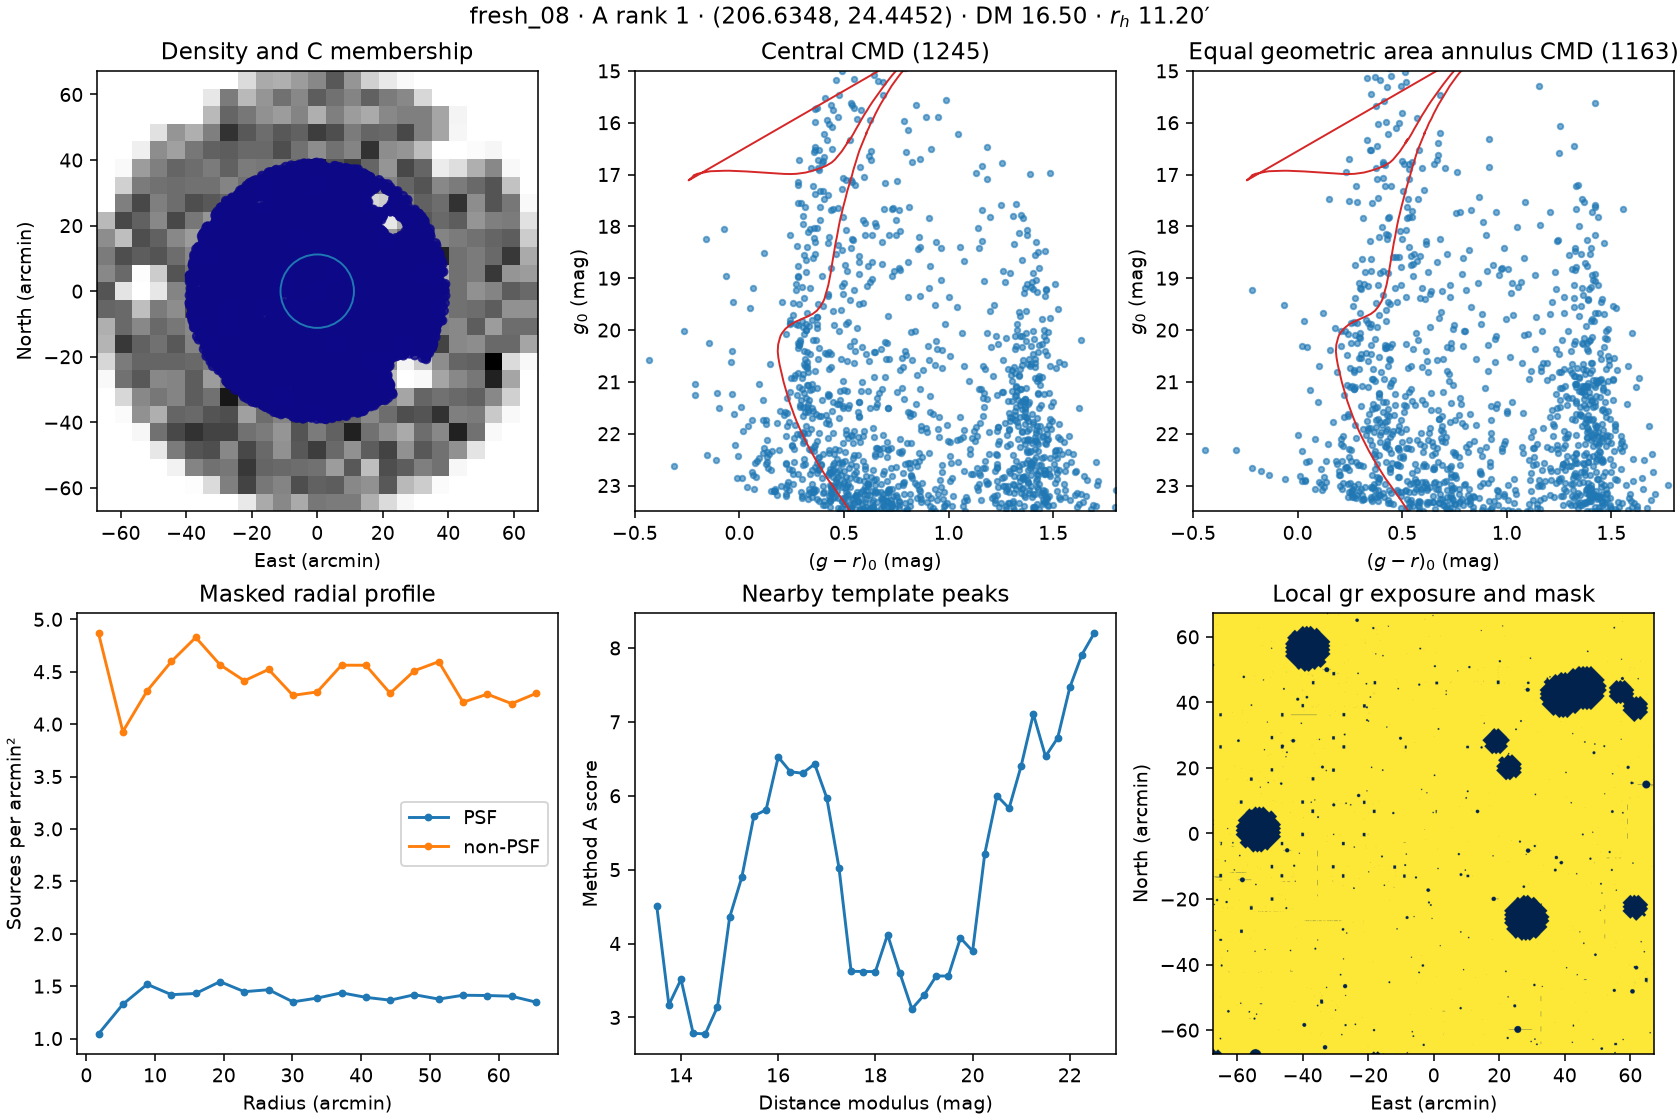 fresh_08 · A rank 1 · (206.6348, 24.4452) · DM 16.50 · r_h 11.20′
Density and C membership
60
40
20
0
−20
−40
−60
−60 −40 −20 0 20 40 60
East (arcmin)
North (arcmin)
Central CMD (1245)
15
16
17
18
19
20
21
22
23
−0.5 0.0 0.5 1.0 1.5
(g − r)₀ (mag)
g₀ (mag)
Equal geometric area annulus CMD (1163)
15
16
17
18
19
20
21
22
23
−0.5 0.0 0.5 1.0 1.5
(g − r)₀ (mag)
g₀ (mag)
Masked radial profile
5.0
4.5
4.0
3.5
3.0
2.5
2.0
1.5
1.0
0 10 20 30 40 50 60
Radius (arcmin)
Sources per arcmin²
PSF
non-PSF
Nearby template peaks
8
7
6
5
4
3
14 16 18 20 22
Distance modulus (mag)
Method A score
Local gr exposure and mask
60
40
20
0
−20
−40
−60
−60 −40 −20 0 20 40 60
East (arcmin)
North (arcmin)